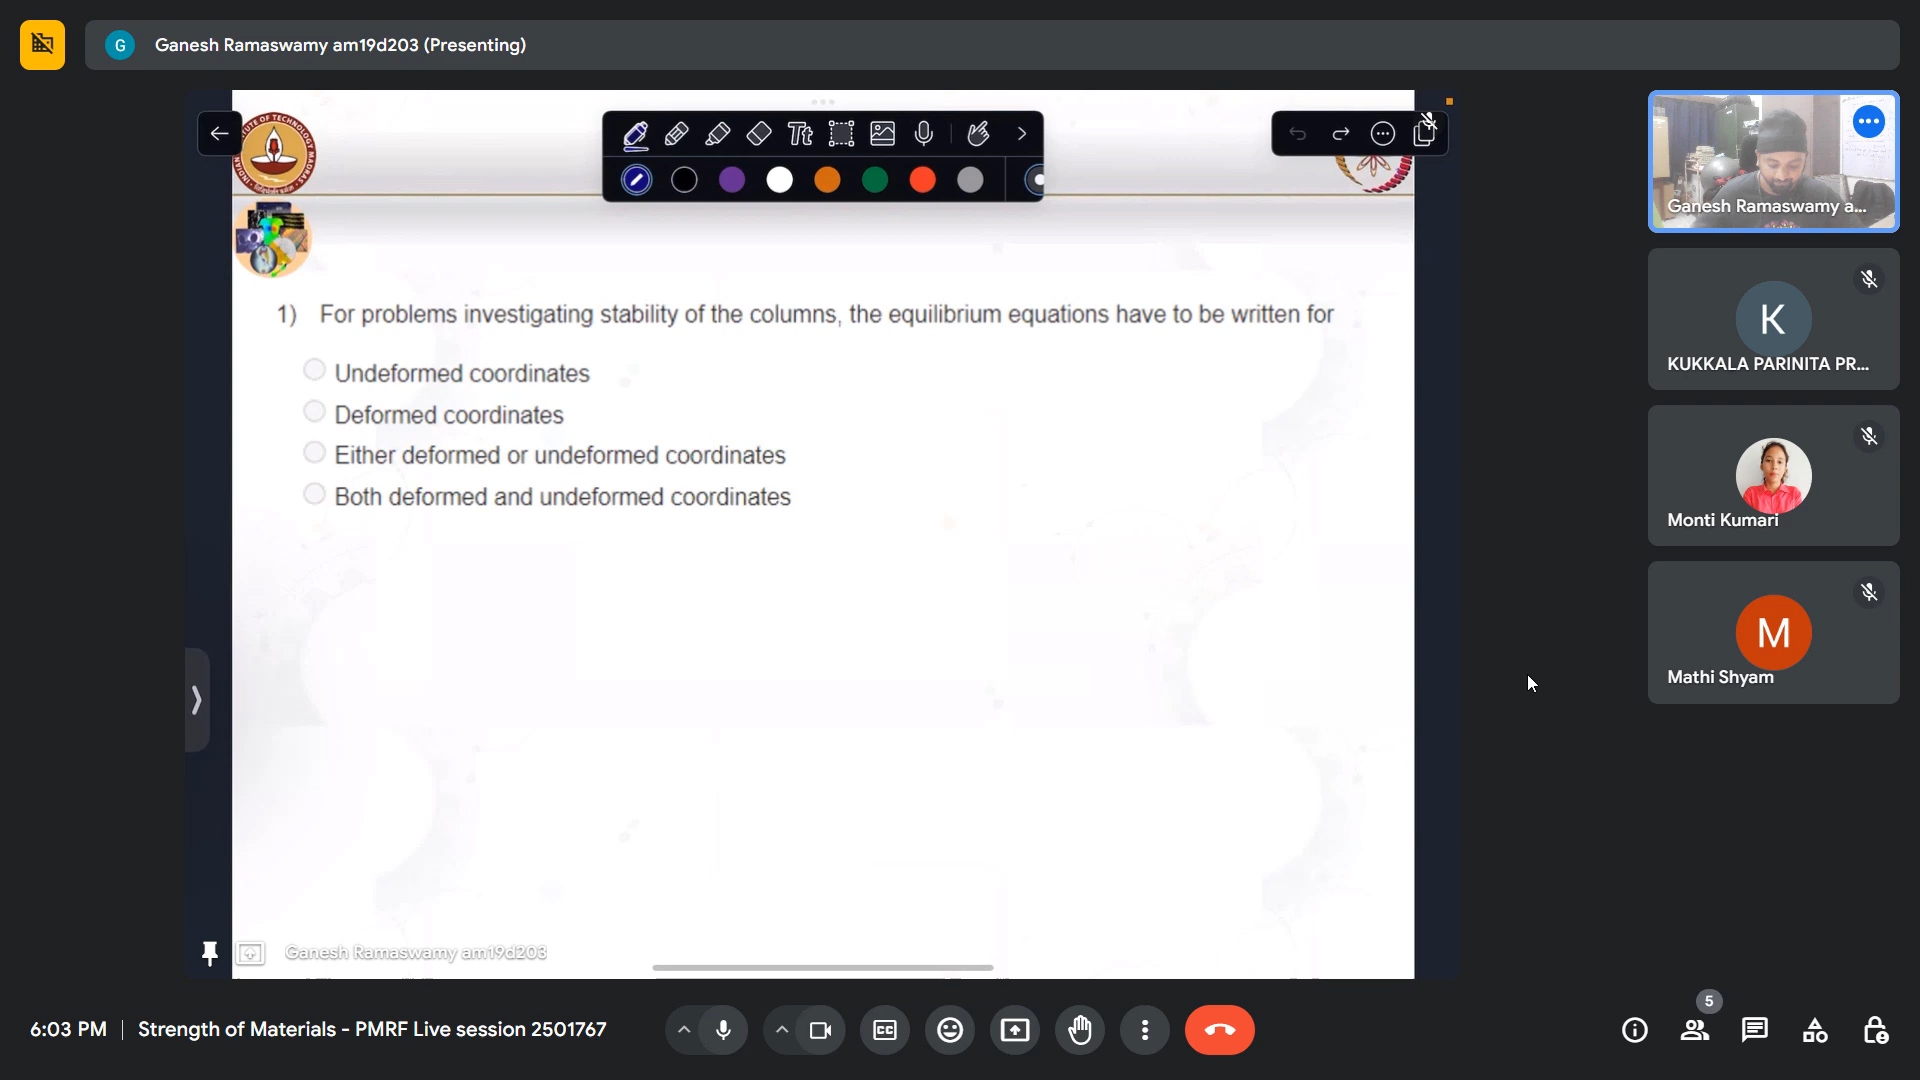 G Ganesh Ramaswamy am19d203 (Presenting)
Tt
1) For problems investigating stability of the columns, the equilibrium equations have to be written for
Undeformed coordinates
Deformed coordinates
Either deformed or undeformed coordinates
Both deformed and undeformed coordinates
Ganesh Ramaswamy am19d203
Ganesh Ramaswamy a...
K
KUKKALA PARINITA PR...
Monti Kumari
M
Mathi Shyam
6:03 PM | Strength of Materials - PMRF Live session 2501767
CC
5